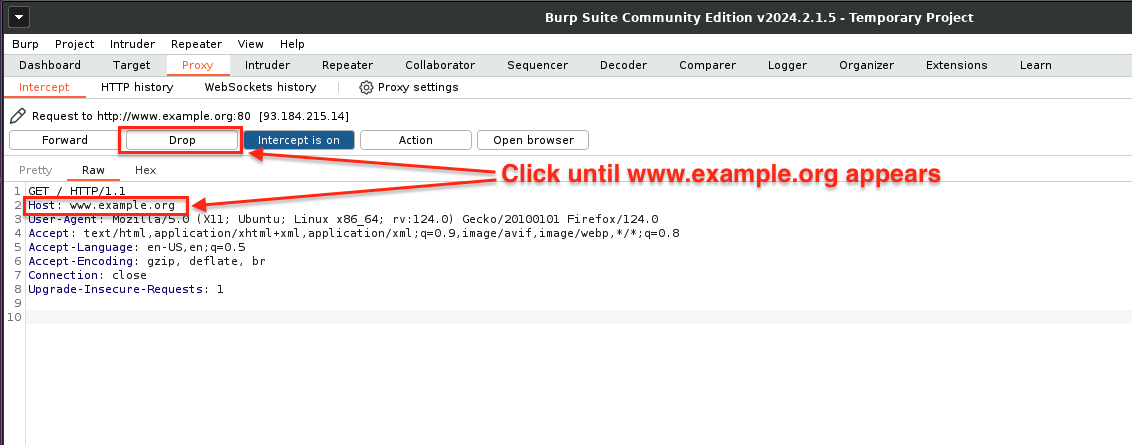 Burp Suite Community Edition v2024.2.1.5 - Temporary Project
Burp Project Intruder Repeater View Help
Dashboard Target Proxy Intruder Repeater Collaborator Sequencer Decoder Comparer Logger Organizer Extensions Learn
Intercept HTTP history WebSockets history Proxy settings
Request to http://www.example.org:80 [93.184.215.14]
Forward Drop Intercept is on Action Open browser
Click until www.example.org appears
Pretty Raw Hex
1 GET / HTTP/1.1
2 Host: www.example.org
3 User-Agent: Mozilla/5.0 (X11; Ubuntu; Linux x86_64; rv:124.0) Gecko/20100101 Firefox/124.0
4 Accept: text/html,application/xhtml+xml,application/xml;q=0.9,image/avif,image/webp,*/*;q=0.8
5 Accept-Language: en-US,en;q=0.5
6 Accept-Encoding: gzip, deflate, br
7 Connection: close
8 Upgrade-Insecure-Requests: 1
9
10